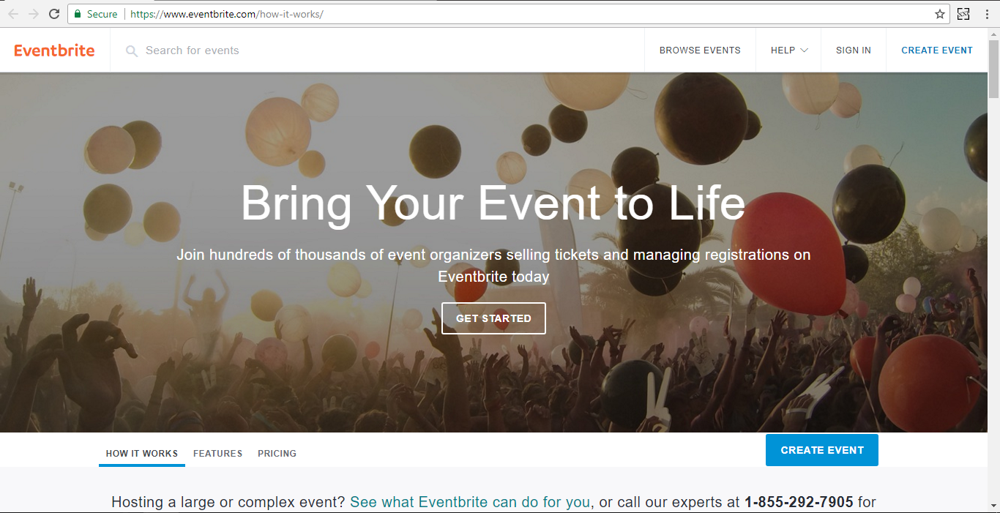 Secure
https://www.eventbrite.com/how-it-works/
Eventbrite
Search for events
BROWSE EVENTS
HELP
SIGN IN
CREATE EVENT
Bring Your Event to Life
Join hundreds of thousands of event organizers selling tickets and managing registrations on
Eventbrite today
GET STARTED
HOW IT WORKS
FEATURES
PRICING
CREATE EVENT
Hosting a large or complex event? See what Eventbrite can do for you, or call our experts at 1-855-292-7905 for